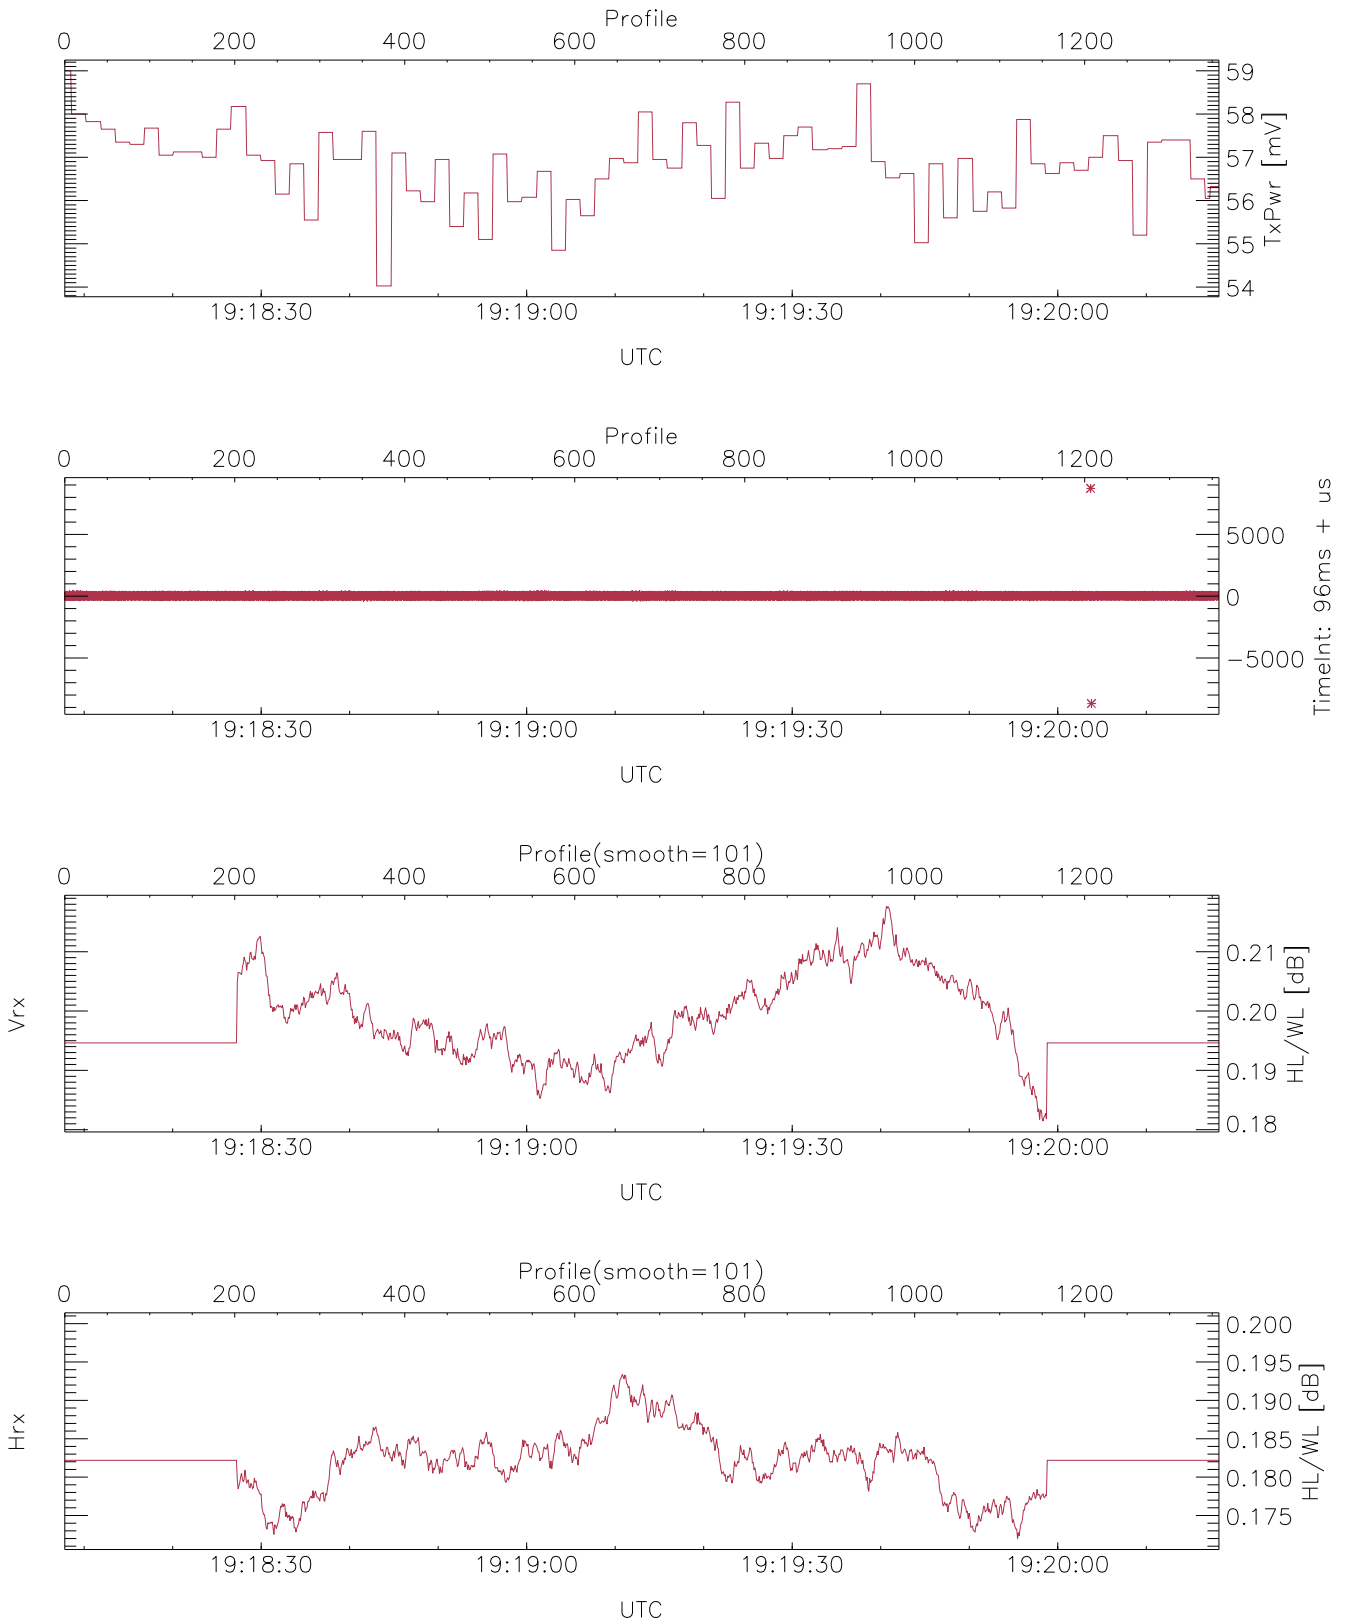 Profile
0 200 400 600 800 1000 1200
59
58
57
56
55
54
TxPwr [mV]
19:18:30 19:19:00 19:19:30 19:20:00
UTC
Profile
0 200 400 600 800 1000 1200
5000
0
-5000
TimeInt: 96ms + us
19:18:30 19:19:00 19:19:30 19:20:00
UTC
Profile(smooth=101)
0 200 400 600 800 1000 1200
Vrx
0.21
0.20
0.19
0.18
HL/WL [dB]
19:18:30 19:19:00 19:19:30 19:20:00
UTC
Profile(smooth=101)
0 200 400 600 800 1000 1200
Hrx
0.200
0.195
0.190
0.185
0.180
0.175
HL/WL [dB]
19:18:30 19:19:00 19:19:30 19:20:00
UTC